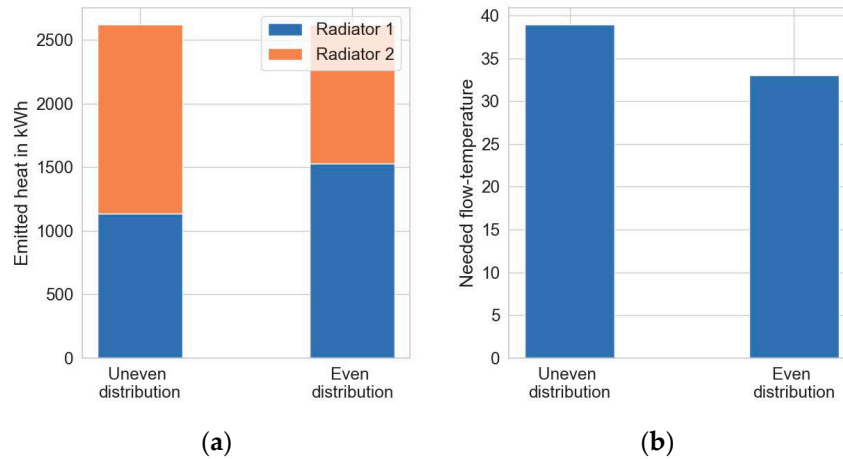 Emitted heat in kWh
2500
2000
1500
1000
500
0
Radiator 1
Radiator 2
Uneven
distribution
Even
distribution
(a)
Needed flow-temperature
40
35
30
25
20
15
10
5
0
Uneven
distribution
Even
distribution
(b)